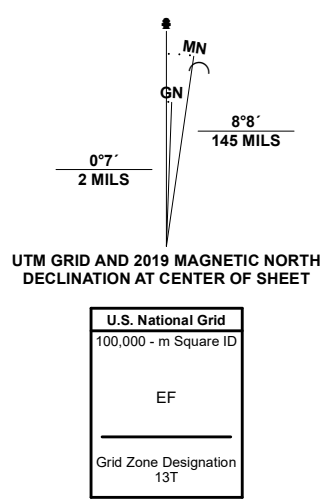 MN
GN
8°8´
145 MILS
0°7´
2 MILS
UTM GRID AND 2019 MAGNETIC NORTH
DECLINATION AT CENTER OF SHEET
U.S. National Grid
100,000 - m Square ID
EF
Grid Zone Designation
13T